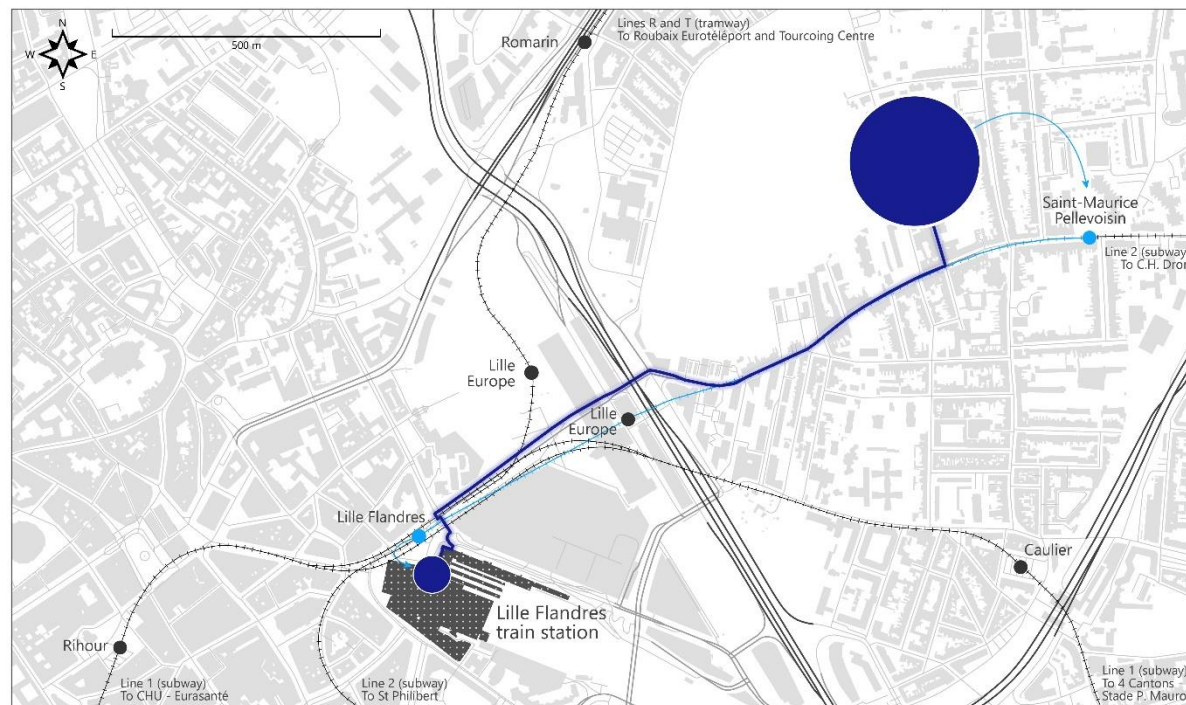 N
W E
S
500 m
Romarin
Lines R and T (tramway)
To Roubaix Eurotéléport and Tourcoing Centre
Saint-Maurice
Pellevoisin
Line 2 (subway)
To C.H. Dron
Lille
Europe
Lille
Europe
Lille Flandres
Caulier
Lille Flandres
train station
Rihour
Line 1 (subway)
To CHU - Eurasanté
Line 2 (subway)
To St Philibert
Line 1 (subway)
To 4 Cantons -
Stade P. Mauro